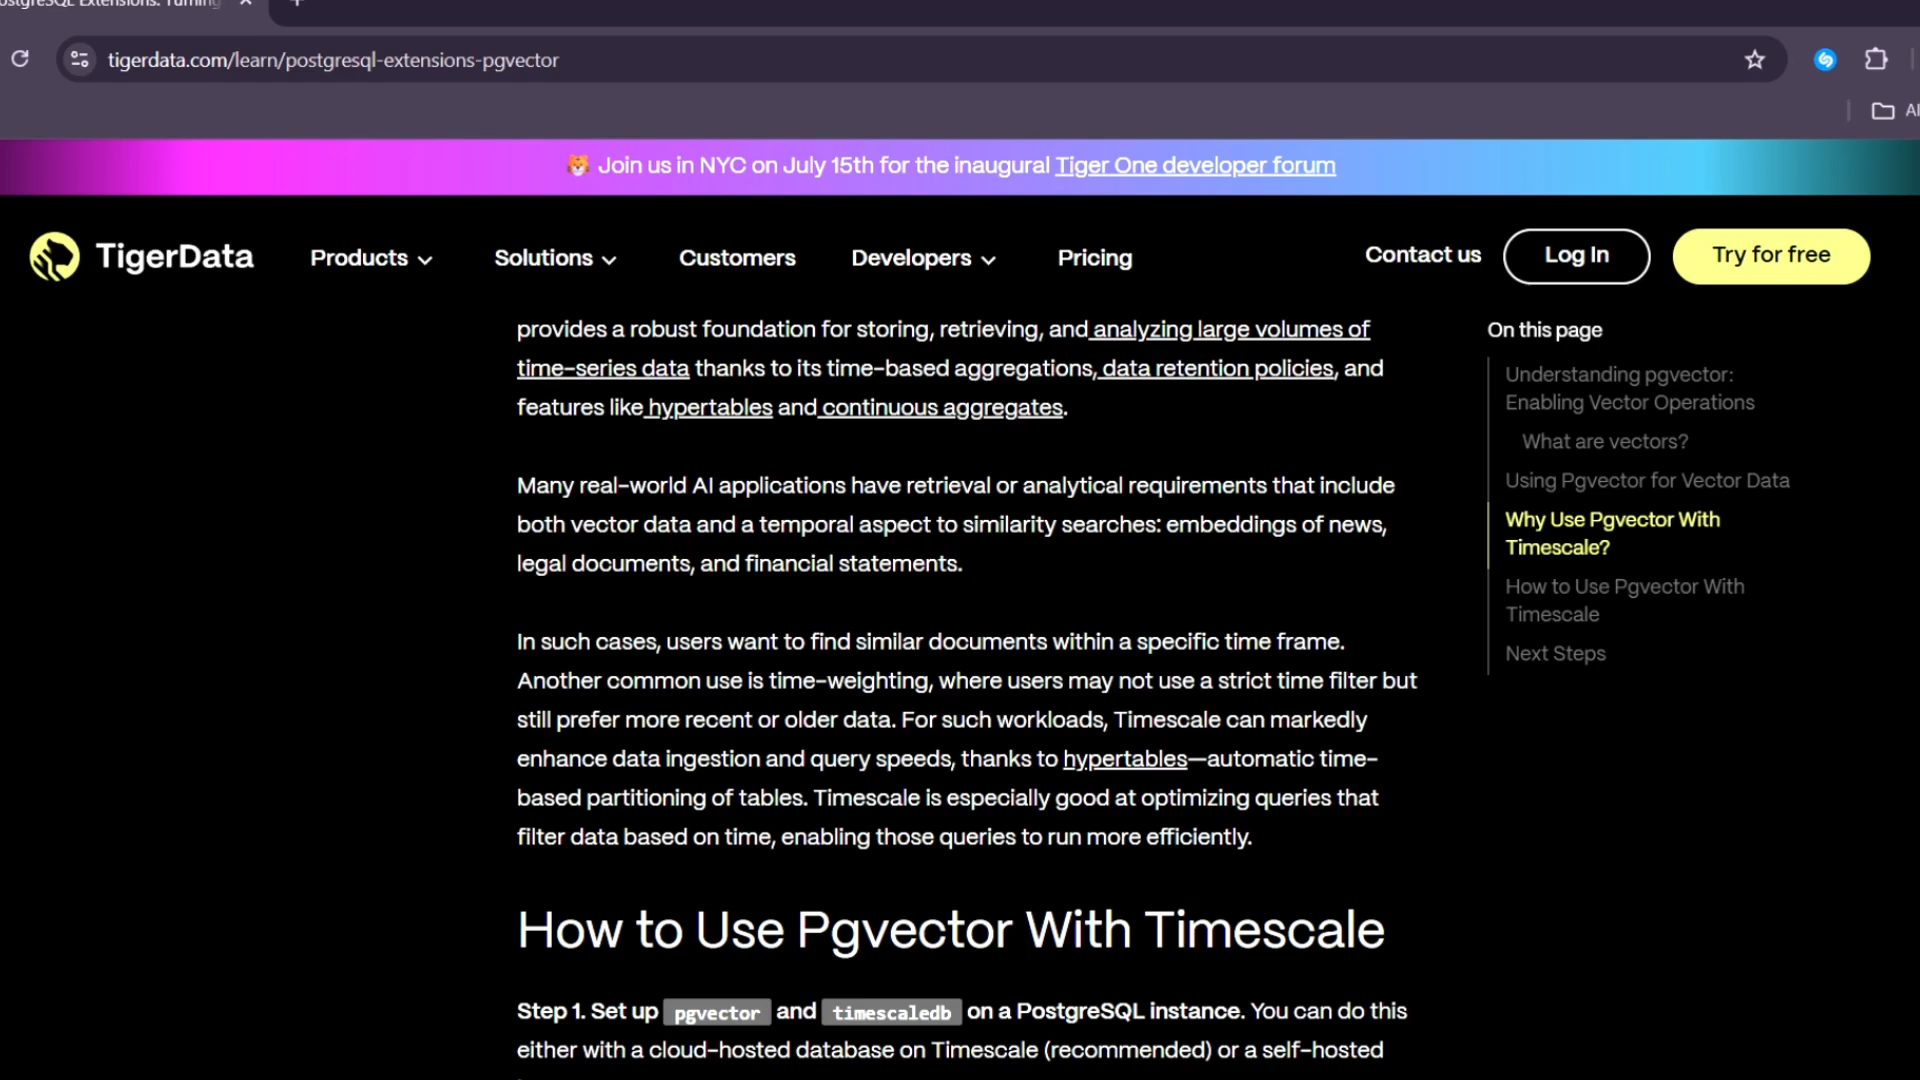 PostgreSQL Extensions: Turning
tigerdata.com/learn/postgresql-extensions-pgvector
🐯 Join us in NYC on July 15th for the inaugural Tiger One developer forum
TigerData
Products
Solutions
Customers
Developers
Pricing
Contact us
Log In
Try for free
provides a robust foundation for storing, retrieving, and analyzing large volumes of
time-series data thanks to its time-based aggregations, data retention policies, and
features like hypertables and continuous aggregates.
Many real-world AI applications have retrieval or analytical requirements that include
both vector data and a temporal aspect to similarity searches: embeddings of news,
legal documents, and financial statements.
In such cases, users want to find similar documents within a specific time frame.
Another common use is time-weighting, where users may not use a strict time filter but
still prefer more recent or older data. For such workloads, Timescale can markedly
enhance data ingestion and query speeds, thanks to hypertables—automatic time-
based partitioning of tables. Timescale is especially good at optimizing queries that
filter data based on time, enabling those queries to run more efficiently.
How to Use Pgvector With Timescale
Step 1. Set up pgvector and timescaledb on a PostgreSQL instance. You can do this
either with a cloud-hosted database on Timescale (recommended) or a self-hosted
On this page
Understanding pgvector:
Enabling Vector Operations
What are vectors?
Using Pgvector for Vector Data
Why Use Pgvector With
Timescale?
How to Use Pgvector With
Timescale
Next Steps